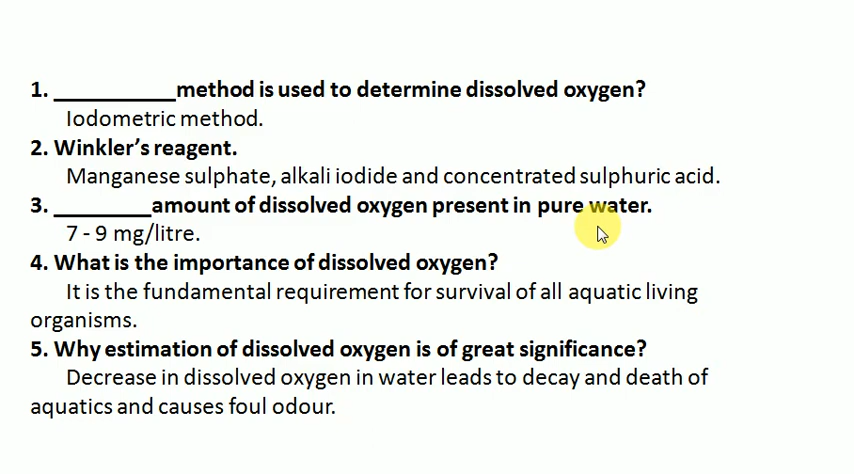 1. __________method is used to determine dissolved oxygen?
Iodometric method.
2. Winkler’s reagent.
Manganese sulphate, alkali iodide and concentrated sulphuric acid.
3. ________amount of dissolved oxygen present in pure water.
7 - 9 mg/litre.
4. What is the importance of dissolved oxygen?
It is the fundamental requirement for survival of all aquatic living
organisms.
5. Why estimation of dissolved oxygen is of great significance?
Decrease in dissolved oxygen in water leads to decay and death of
aquatics and causes foul odour.